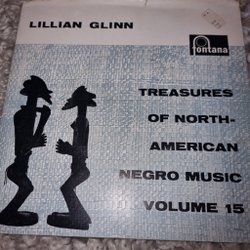 LILLIAN GLINN
fontana
TREASURES
OF NORTH-
AMERICAN
NEGRO MUSIC
VOLUME 15